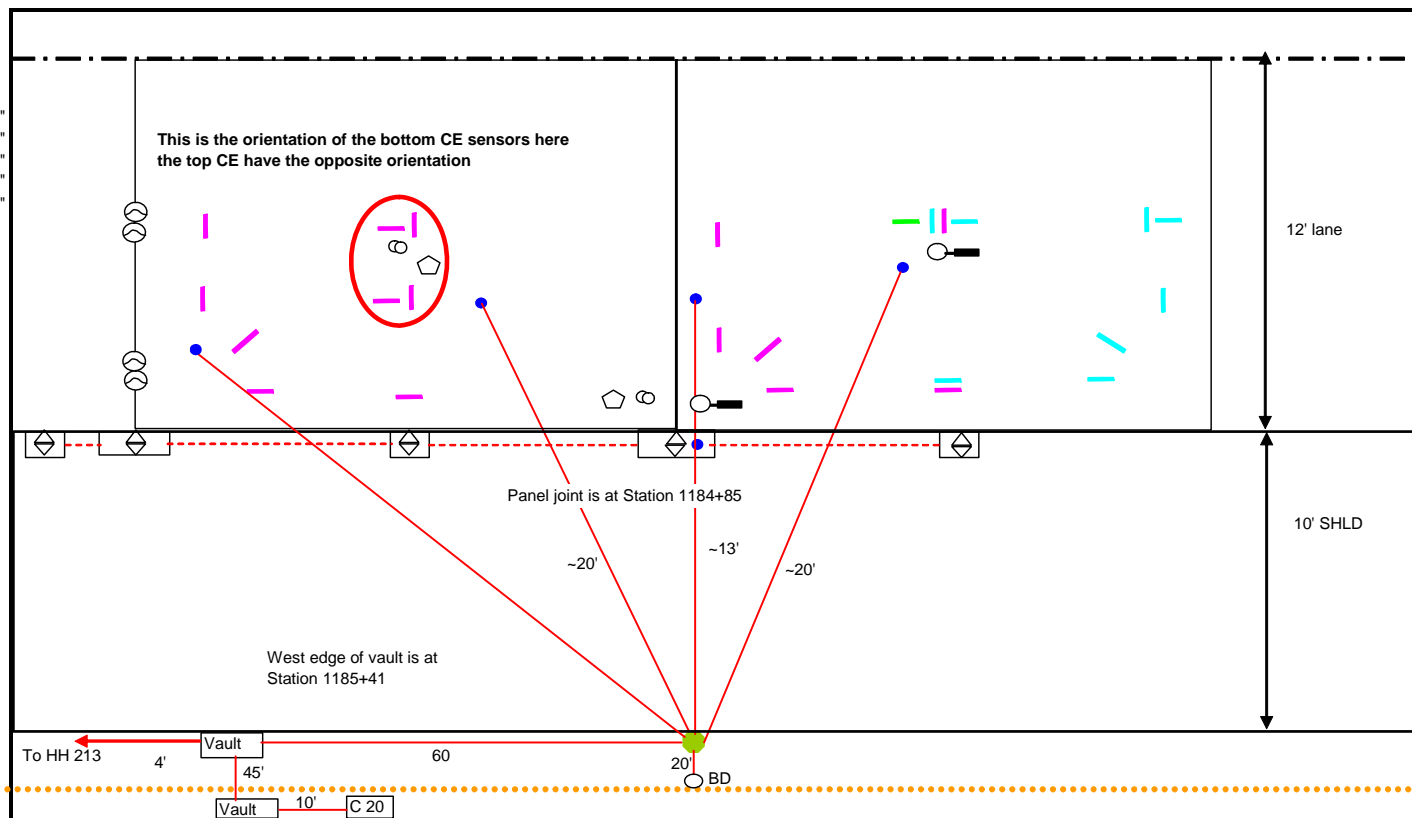 "
"
"
"
"
This is the orientation of the bottom CE sensors here
the top CE have the opposite orientation
12' lane
Panel joint is at Station 1184+85
10' SHLD
~20'
~13'
~20'
West edge of vault is at
Station 1185+41
To HH 213
4'
Vault
45'
60
20'
BD
Vault
10'
C 20